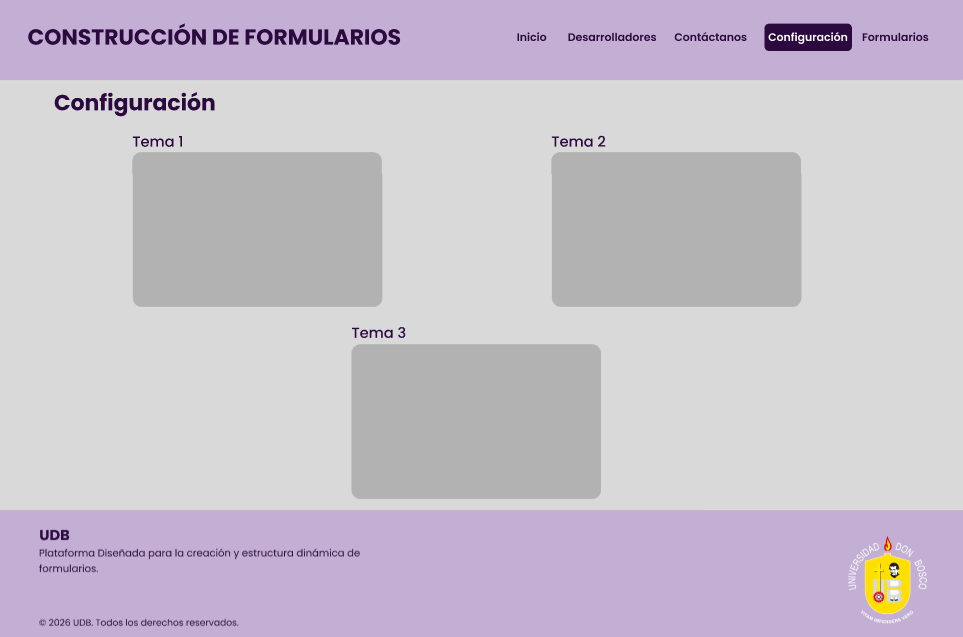 CONSTRUCCIÓN DE FORMULARIOS
Inicio Desarrolladores Contáctanos Configuración Formularios
Configuración
Tema 1 Tema 2
Tema 3
UDB
Plataforma Diseñada para la creación y estructura dinámica de
formularios.
UNIVERSIDAD DON BOSCO
© 2026 UDB. Todos los derechos reservados.